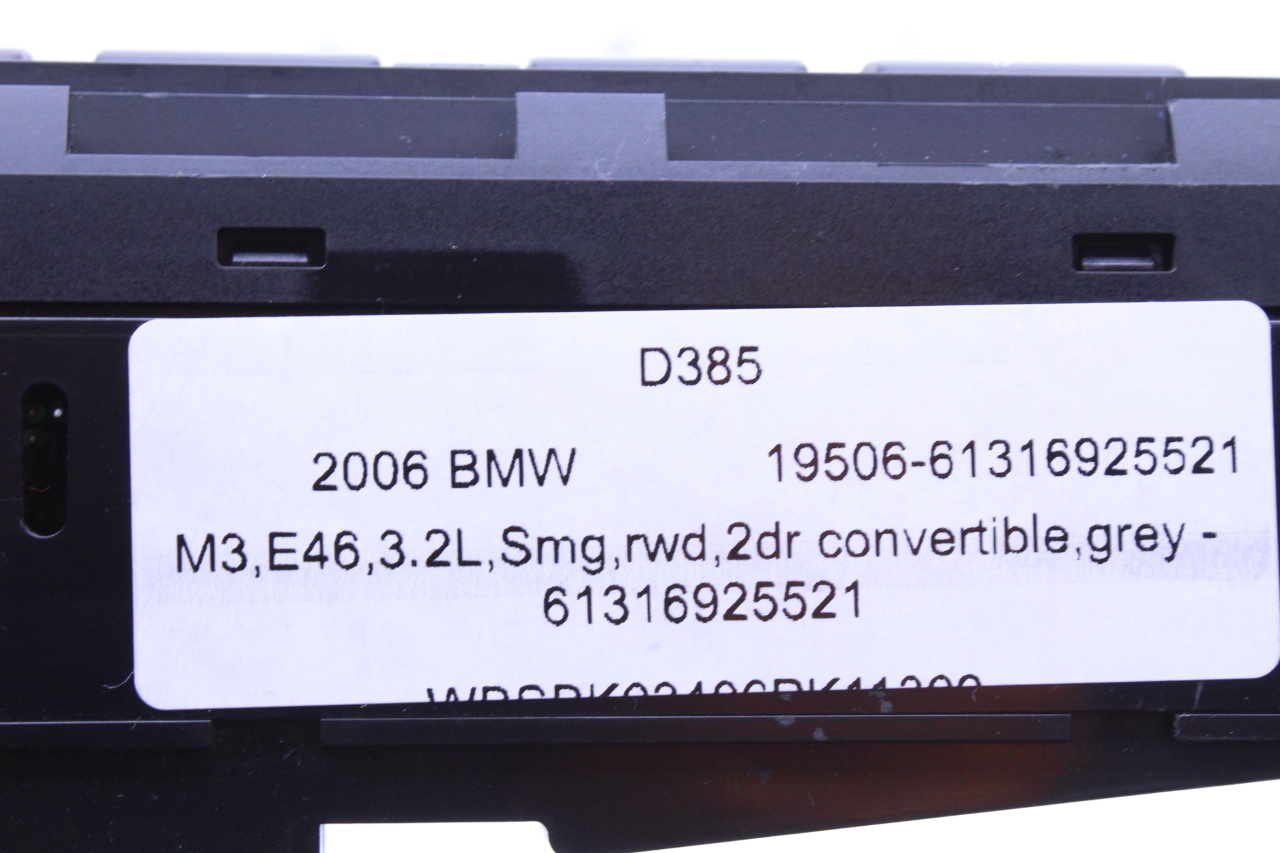 D385
2006 BMW 19506-61316925521
M3,E46,3.2L,Smg,rwd,2dr convertible,grey -
61316925521